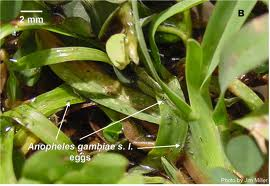 2 mm
B
Anopheles gambiae s. l.
eggs
Photo by Jim Miller